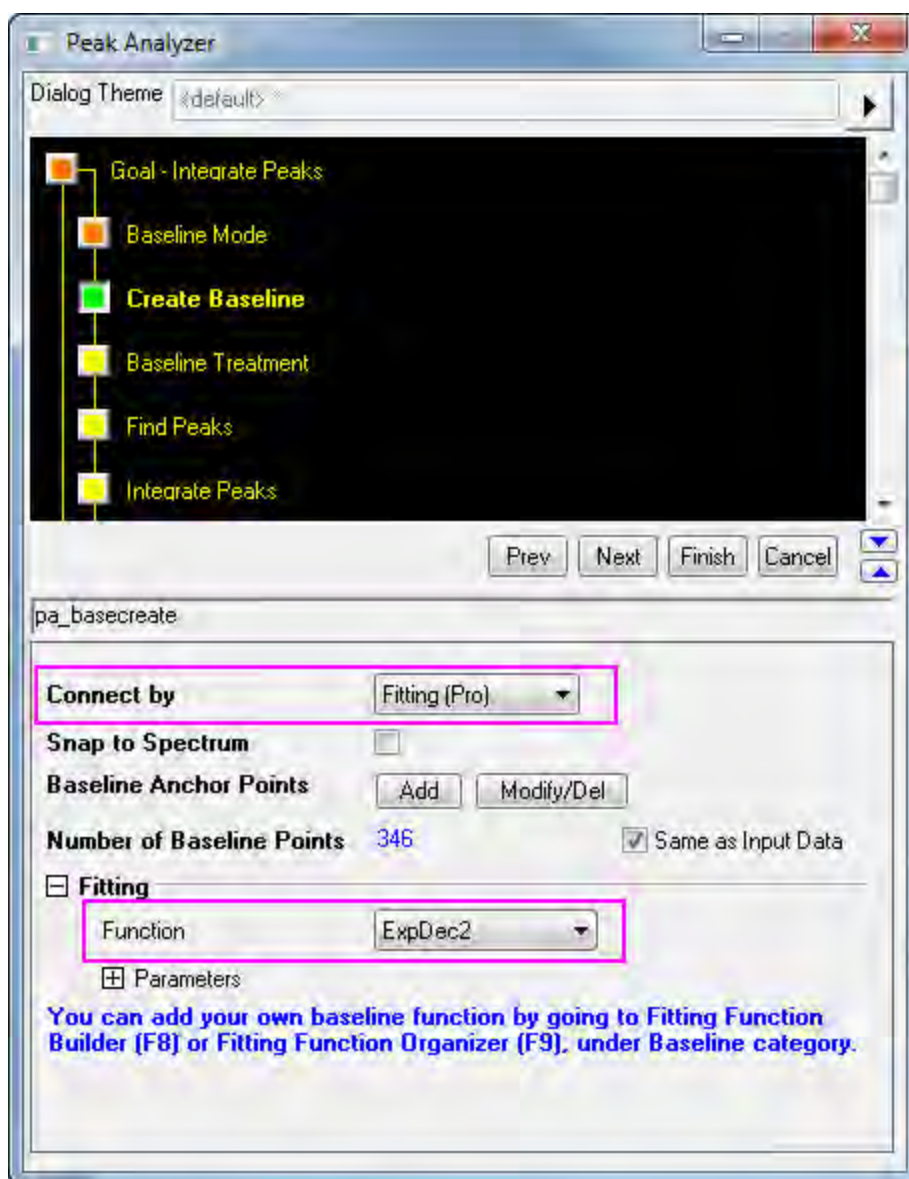 Peak Analyzer
Dialog Theme <default> *
Goal - Integrate Peaks
Baseline Mode
Create Baseline
Baseline Treatment
Find Peaks
Integrate Peaks
Prev Next Finish Cancel
pa_basecreate
Connect by Fitting (Pro)
Snap to Spectrum
Baseline Anchor Points Add Modify/Del
Number of Baseline Points 346 Same as Input Data
Fitting
Function ExpDec2
Parameters
You can add your own baseline function by going to Fitting Function
Builder (F8) or Fitting Function Organizer (F9), under Baseline category.